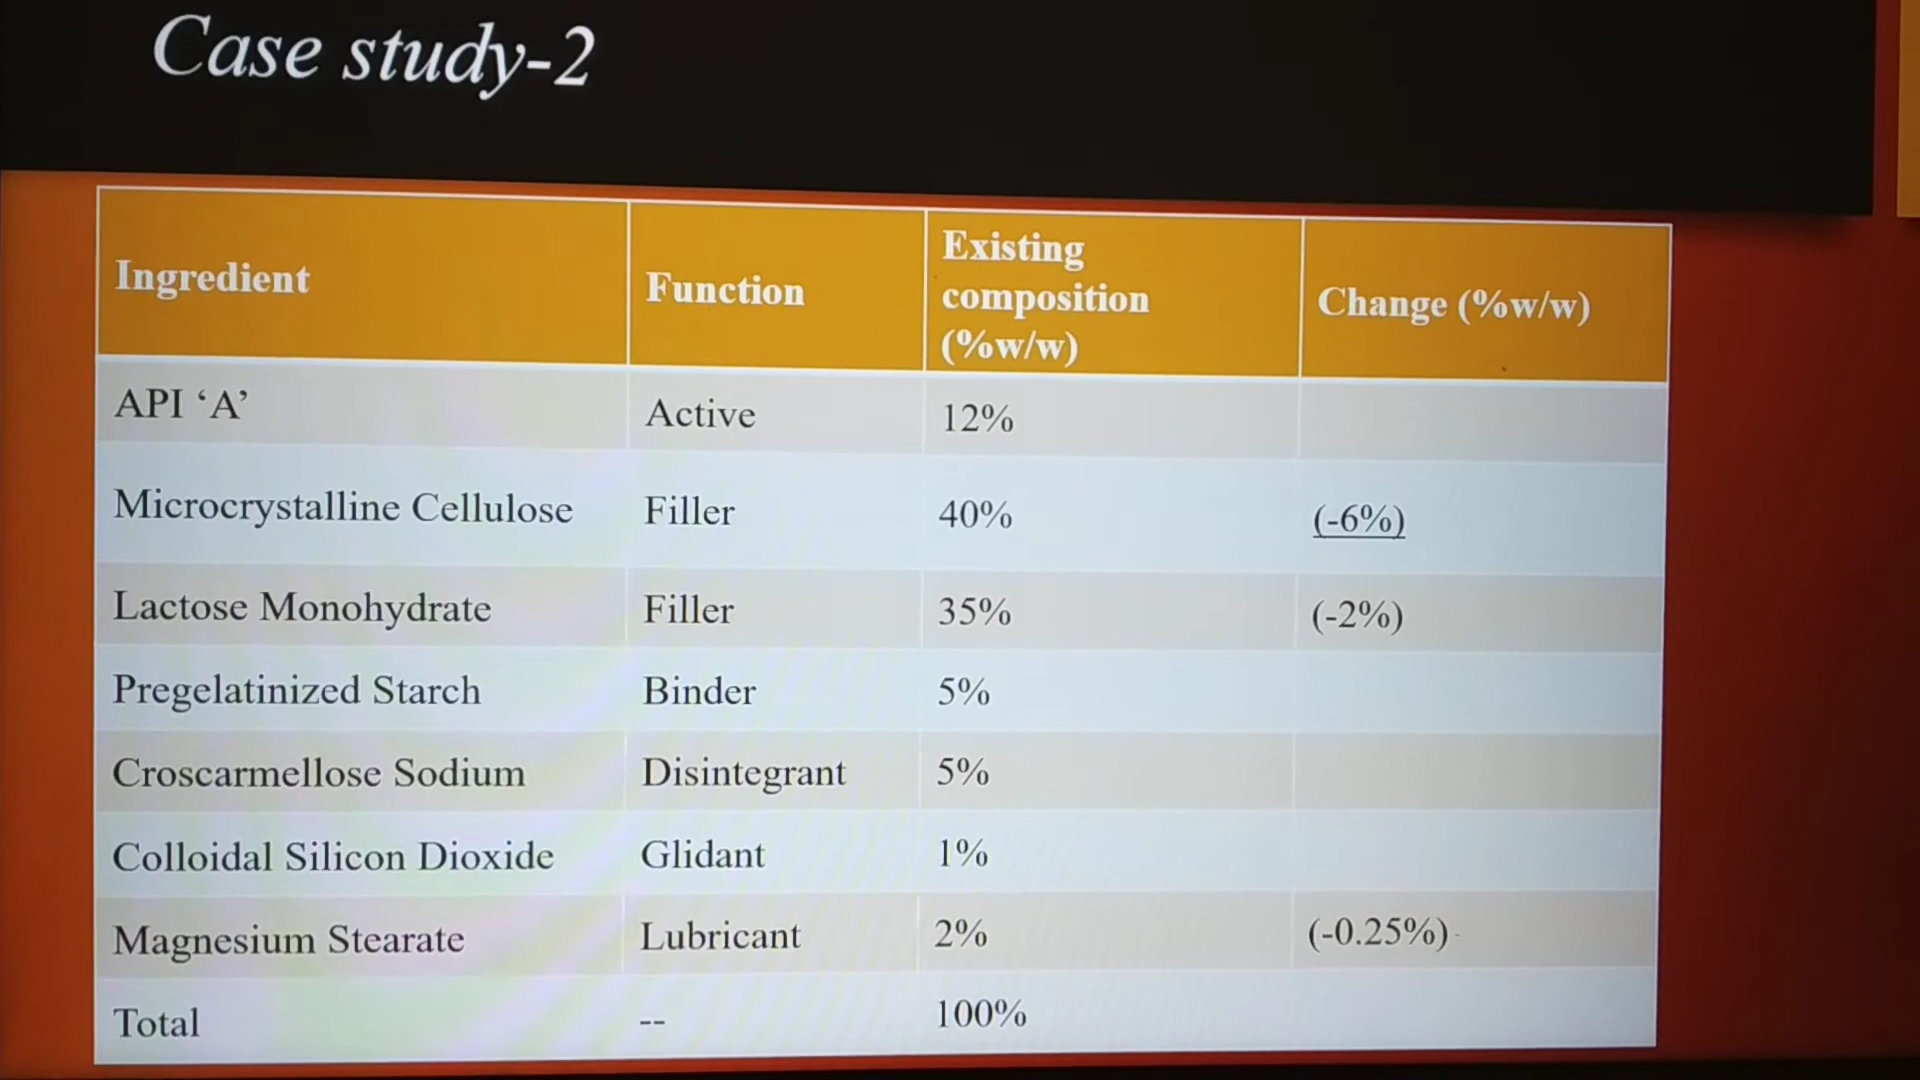 Case study-2
Ingredient
Function
Existing
composition
(%w/w)
Change (%w/w)
API ‘A’
Active
12%
Microcrystalline Cellulose
Filler
40%
(-6%)
Lactose Monohydrate
Filler
35%
(-2%)
Pregelatinized Starch
Binder
5%
Croscarmellose Sodium
Disintegrant
5%
Colloidal Silicon Dioxide
Glidant
1%
Magnesium Stearate
Lubricant
2%
(-0.25%)
Total
--
100%